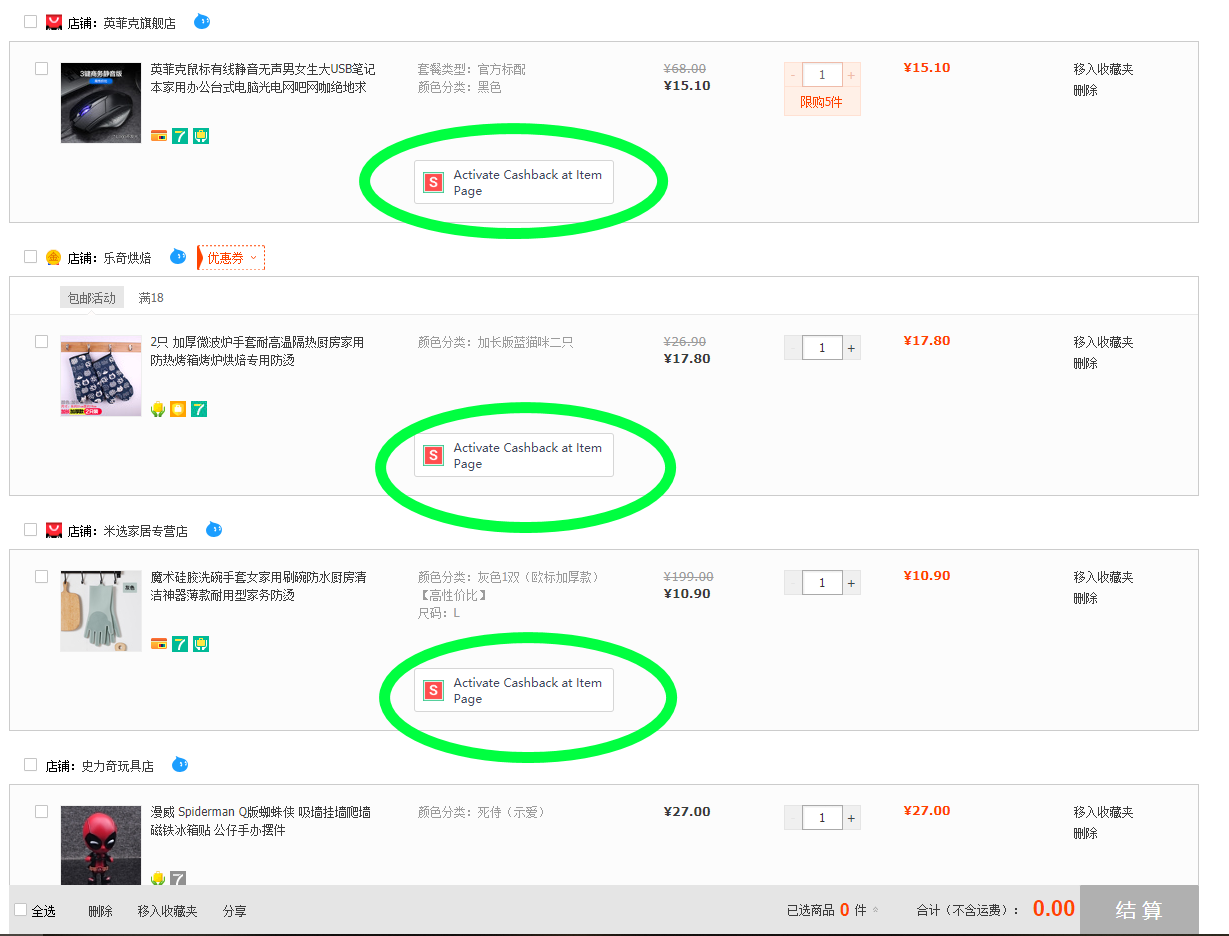 店铺：英菲克旗舰店
3键商务静音版
英菲克鼠标有线静音无声男女生大USB笔记
本家用办公台式电脑光电网吧网咖绝地求
套餐类型：官方标配
颜色分类：黑色
¥68.00
¥15.10
- 1 +
限购5件
¥15.10
移入收藏夹
删除
7
S Activate Cashback at Item
Page
店铺：乐奇烘焙
优惠券
包邮活动 满18
2只 加厚微波炉手套耐高温隔热厨房家用
防热烤箱烤炉烘焙专用防烫
颜色分类：加长版蓝猫咪二只
¥26.90
¥17.80
- 1 +
¥17.80
移入收藏夹
删除
7
S Activate Cashback at Item
Page
店铺：米选家居专营店
灰色
魔术硅胶洗碗手套女家用刷碗防水厨房清
洁神器薄款耐用型家务防烫
颜色分类：灰色1双（欧标加厚款）
【高性价比】
尺码：L
¥199.00
¥10.90
- 1 +
¥10.90
移入收藏夹
删除
7
S Activate Cashback at Item
Page
店铺：史力奇玩具店
漫威 Spiderman Q版蜘蛛侠 吸墙挂墙爬墙
磁铁冰箱贴 公仔手办摆件
颜色分类：死侍（示爱）
¥27.00
- 1 +
¥27.00
移入收藏夹
删除
7
全选 删除 移入收藏夹 分享 已选商品 0 件 合计（不含运费）： 0.00 结 算